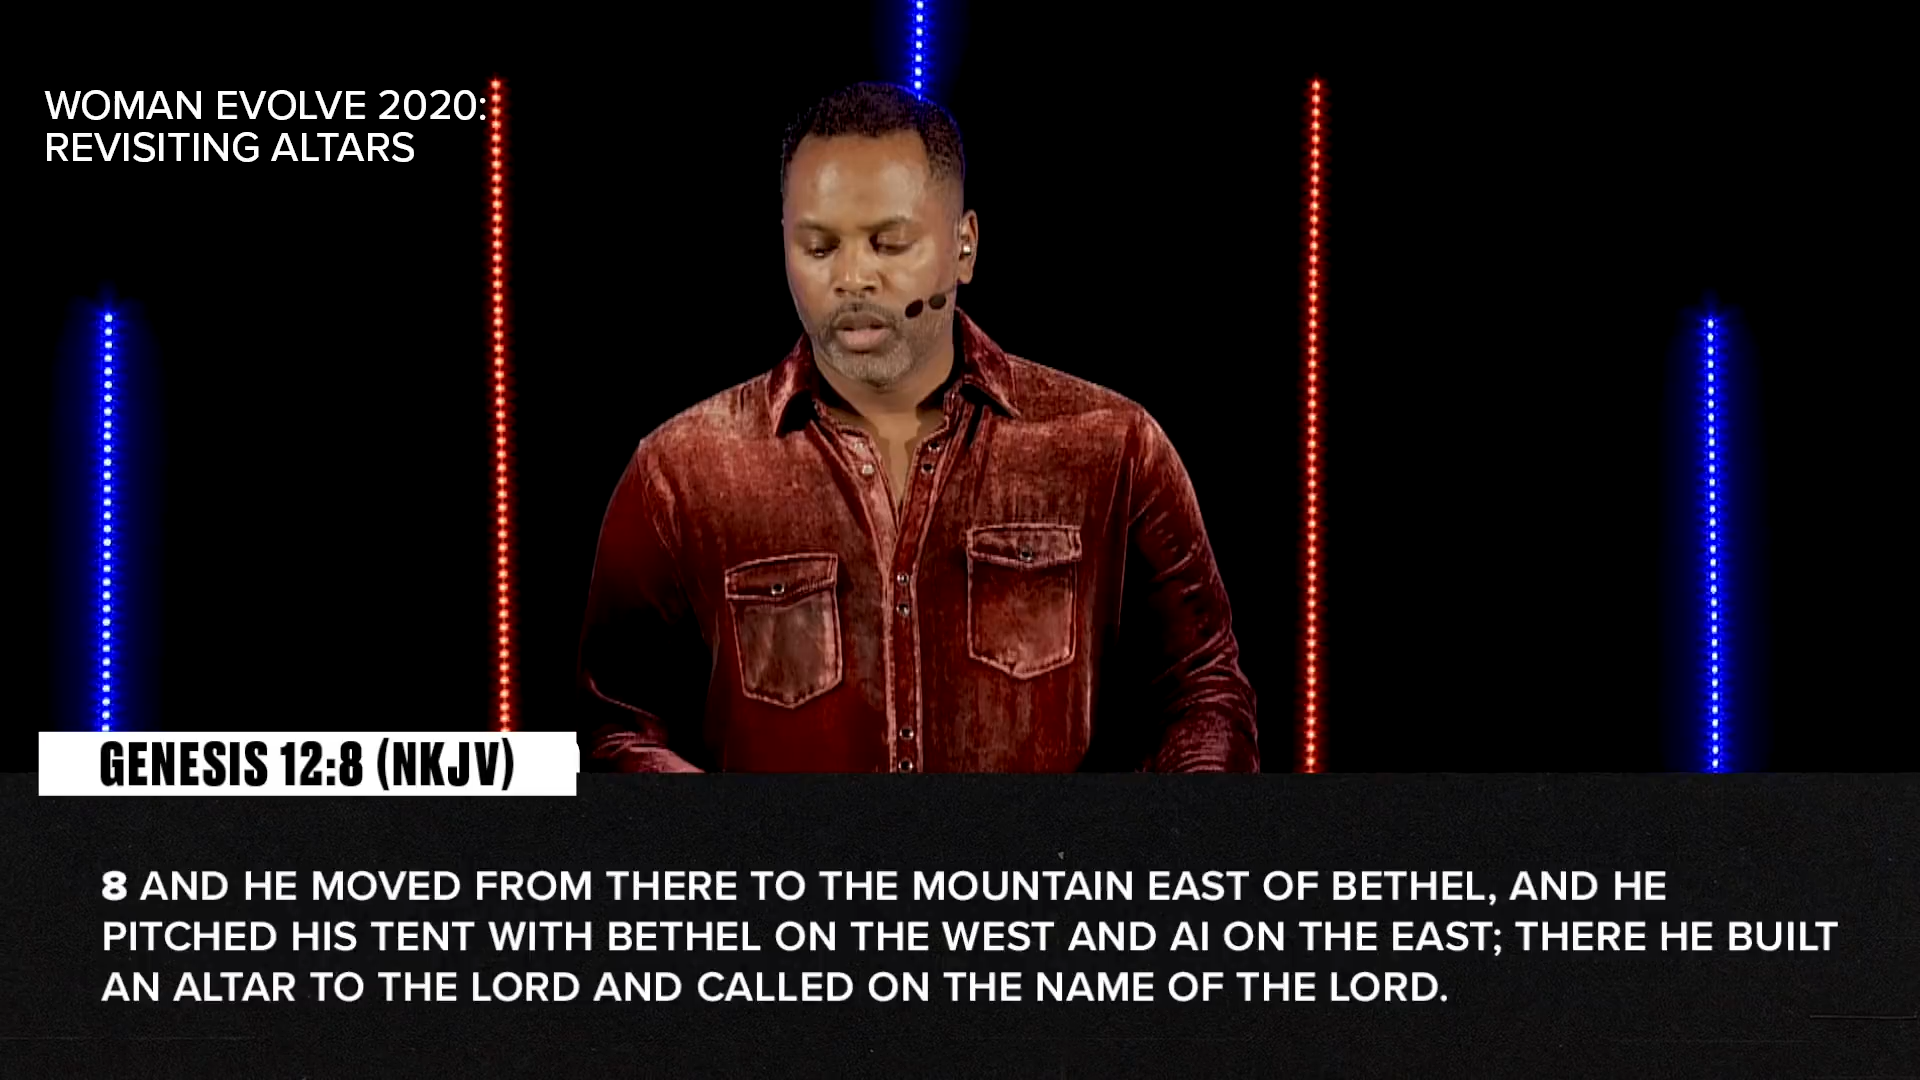 WOMAN EVOLVE 2020:
REVISITING ALTARS
GENESIS 12:8 (NKJV)
8 AND HE MOVED FROM THERE TO THE MOUNTAIN EAST OF BETHEL, AND HE
PITCHED HIS TENT WITH BETHEL ON THE WEST AND AI ON THE EAST; THERE HE BUILT
AN ALTAR TO THE LORD AND CALLED ON THE NAME OF THE LORD.